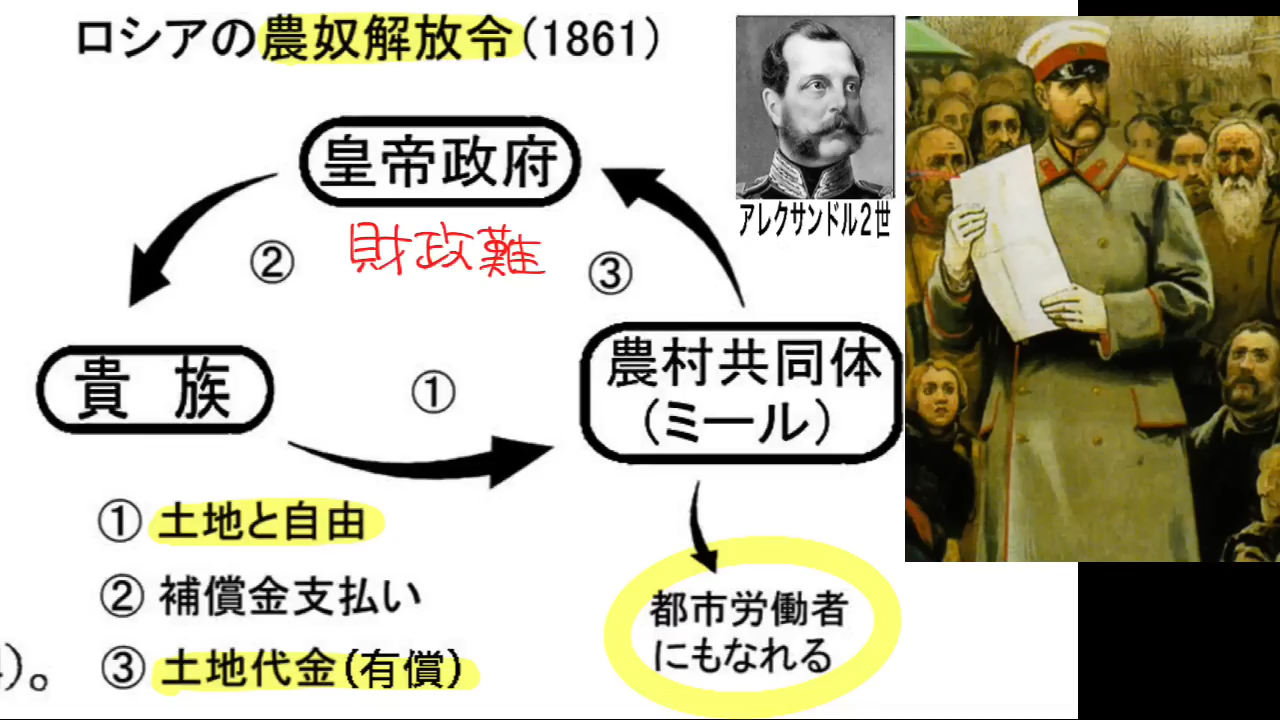 ロシアの農奴解放令(1861)
皇帝政府
アレクサンドル2世
財政難
②
③
貴 族
①
農村共同体
(ミール)
① 土地と自由
② 補償金支払い
都市労働者
にもなれる
)。
③ 土地代金(有償)